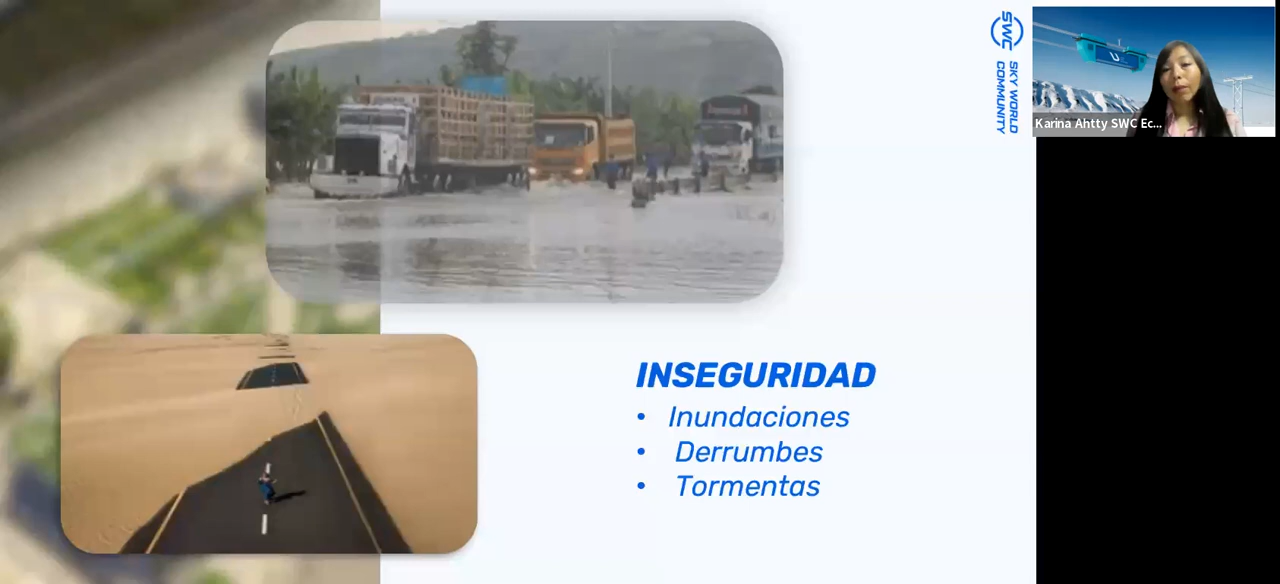 INSEGURIDAD
• Inundaciones
• Derrumbes
• Tormentas
SWC
SKY WORLD
COMMUNITY
Karina Ahtty SWC Ec...